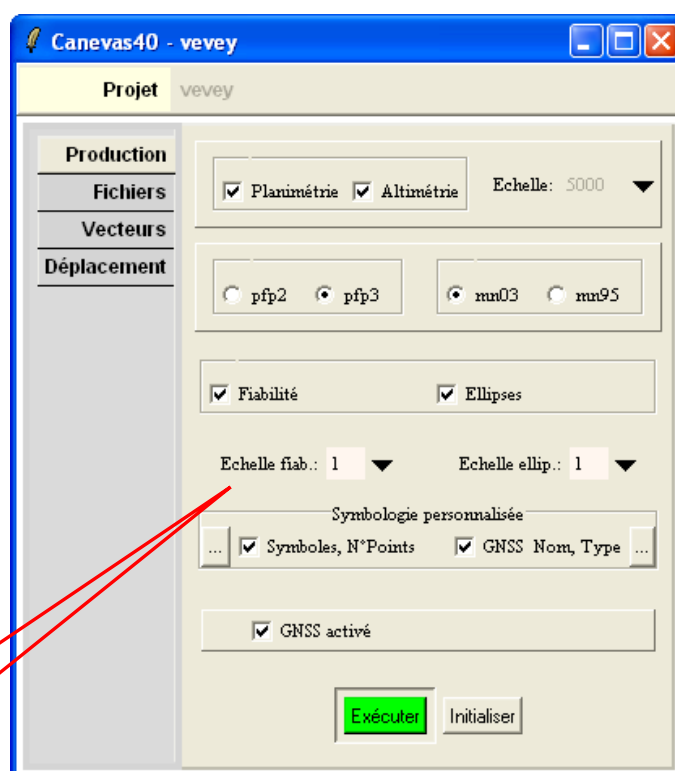 Canevas40 - vevey
Projet vevey
Production
Fichiers
Vecteurs
Déplacement
Planimétrie Altimétrie Echelle: 5000
pfp2 pfp3 mn03 mn95
Fiabilité Ellipses
Echelle fiab.: 1 Echelle ellip.: 1
Symbologie personnalisée
... Symboles, N°Points GNSS Nom, Type ...
GNSS activé
Exécuter Initialiser